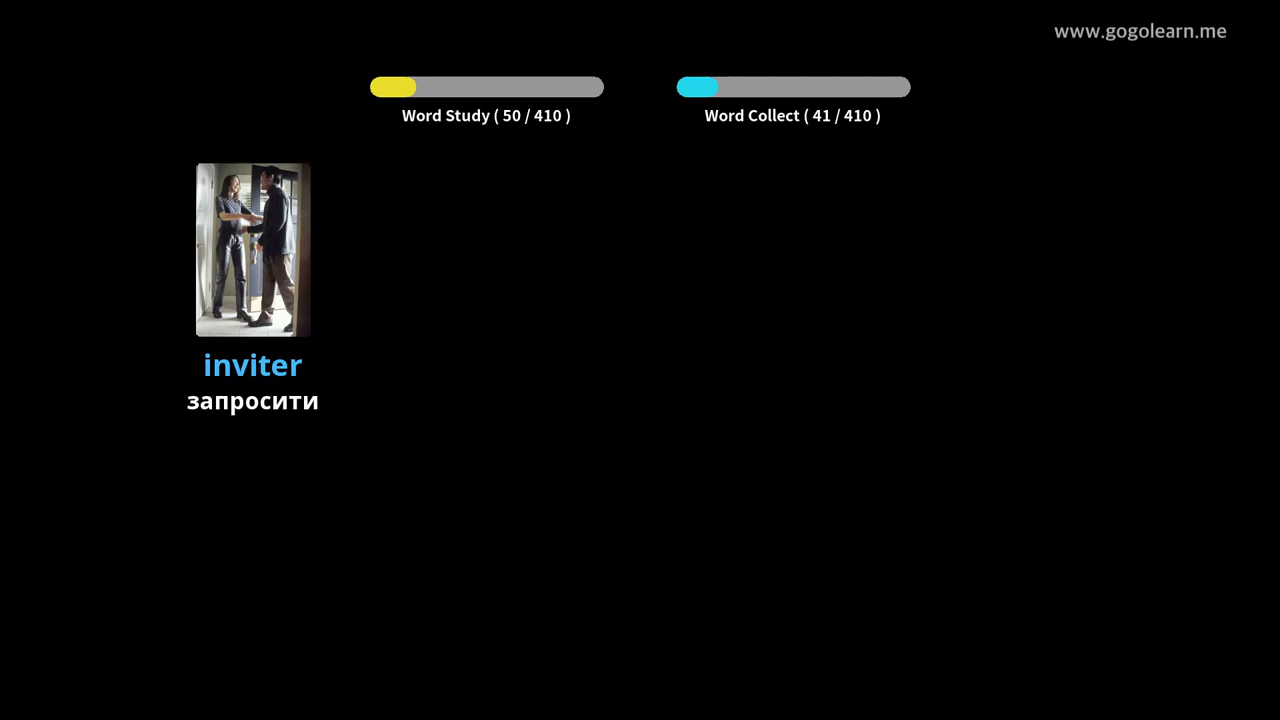 www.gogolearn.me
Word Study ( 50 / 410 )
Word Collect ( 41 / 410 )
inviter
запросити